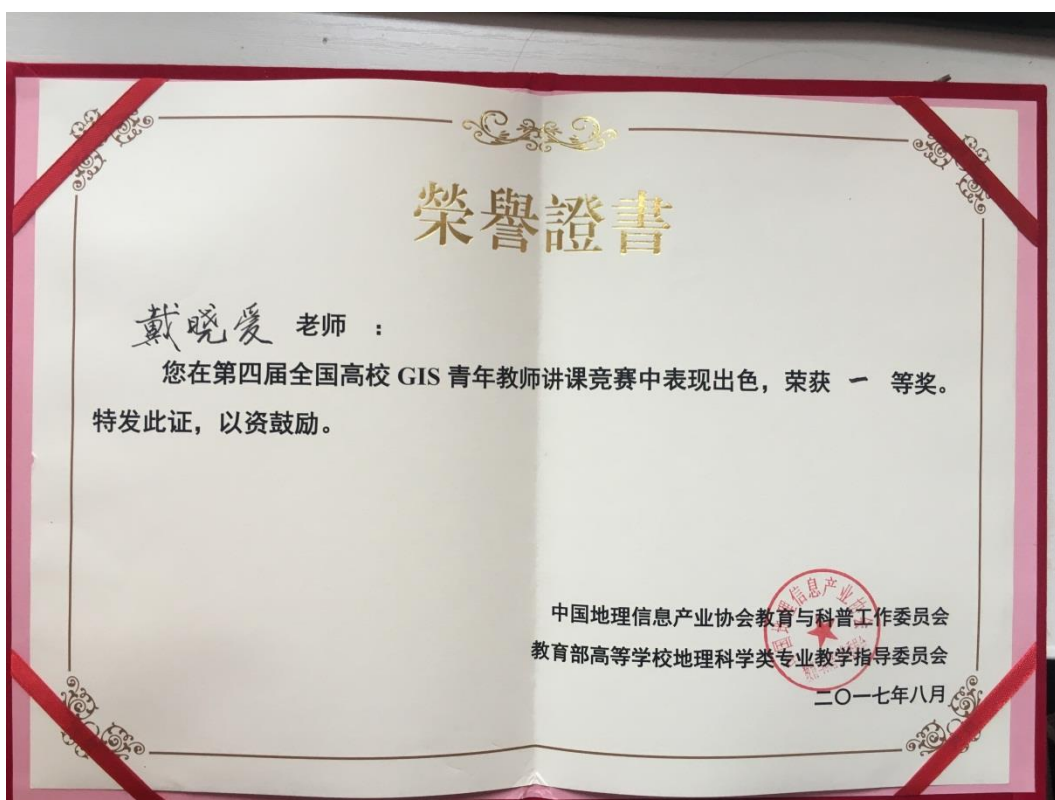 榮譽證書
戴晓爱 老师 :
您在第四届全国高校 GIS 青年教师讲课竞赛中表现出色，荣获 一 等奖。
特发此证，以资鼓励。
中国地理信息产业协会教育与科普工作委员会
教育部高等学校地理科学类专业教学指导委员会
二〇一七年八月